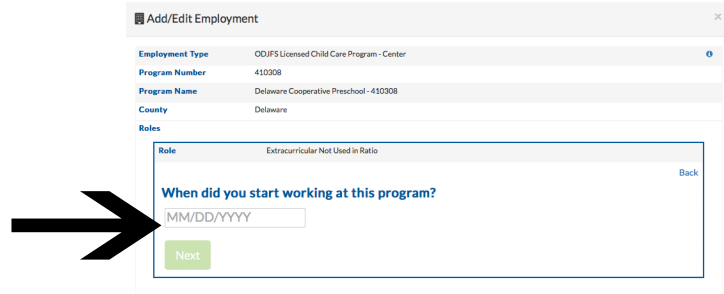 Add/Edit Employment ×
Employment Type ODJFS Licensed Child Care Program - Center
Program Number 410308
Program Name Delaware Cooperative Preschool - 410308
County Delaware
Roles
Role Extracurricular Not Used in Ratio
Back
When did you start working at this program?
MM/DD/YYYY
Next